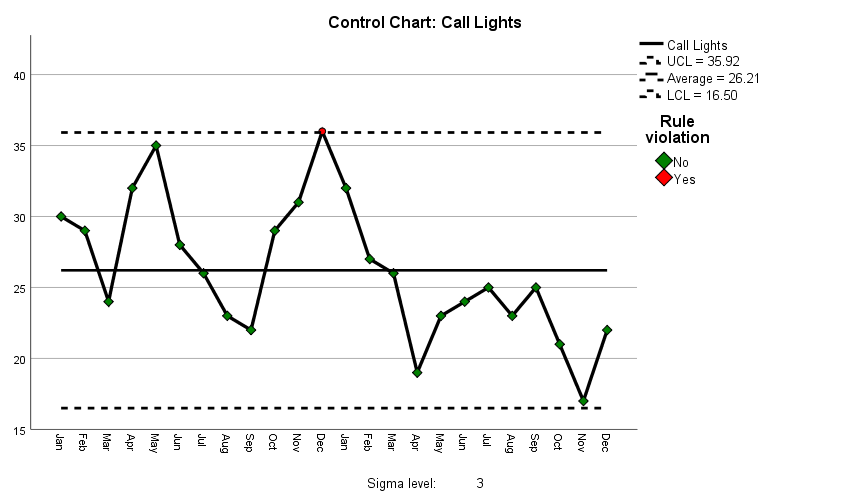 Control Chart: Call Lights
40
35
30
25
20
15
Jan
Feb
Mar
Apr
May
Jun
Jul
Aug
Sep
Oct
Nov
Dec
Jan
Feb
Mar
Apr
May
Jun
Jul
Aug
Sep
Oct
Nov
Dec
Sigma level: 3
Call Lights
UCL = 35.92
Average = 26.21
LCL = 16.50
Rule
violation
No
Yes